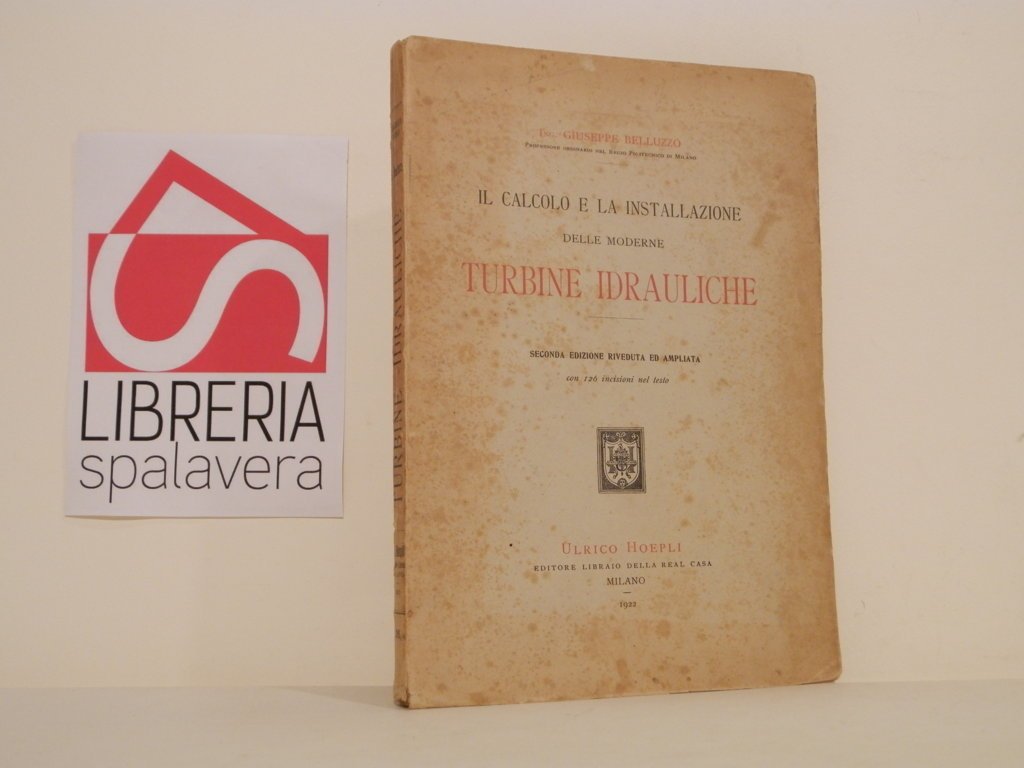 LIBRERIA
spalavera
Ing. GIUSEPPE BELLUZZO
Professore ordinario nel Regio Politecnico di Milano
IL CALCOLO E LA INSTALLAZIONE
DELLE MODERNE
TURBINE IDRAULICHE
SECONDA EDIZIONE RIVEDUTA ED AMPLIATA
con 126 incisioni nel testo
Ulrico Hoepli
EDITORE LIBRAIO DELLA REAL CASA
MILANO
1922
TURBINE IDRAULICHE